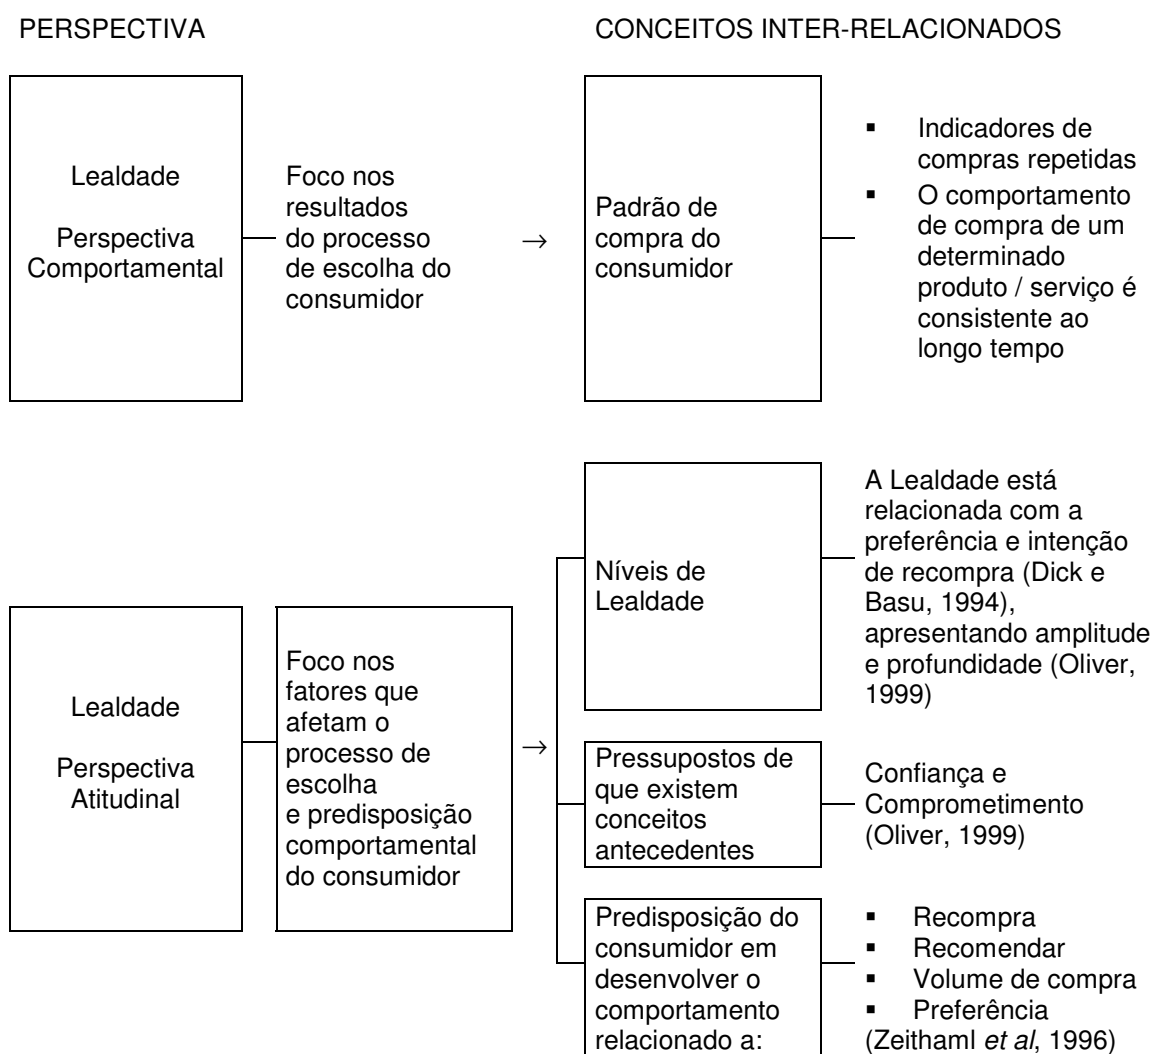 PERSPECTIVA
CONCEITOS INTER-RELACIONADOS
Lealdade
Perspectiva
Comportamental
Foco nos
resultados
do processo
de escolha do
consumidor
→
Padrão de
compra do
consumidor
▪ Indicadores de
compras repetidas
▪ O comportamento
de compra de um
determinado
produto / serviço é
consistente ao
longo tempo
Lealdade
Perspectiva
Atitudinal
Foco nos
fatores que
afetam o
processo de
escolha
e predisposição
comportamental
do consumidor
→
Níveis de
Lealdade
A Lealdade está
relacionada com a
preferência e intenção
de recompra (Dick e
Basu, 1994),
apresentando amplitude
e profundidade (Oliver,
1999)
Pressupostos de
que existem
conceitos
antecedentes
Confiança e
Comprometimento
(Oliver, 1999)
Predisposição do
consumidor em
desenvolver o
comportamento
relacionado a:
▪ Recompra
▪ Recomendar
▪ Volume de compra
▪ Preferência
(Zeithaml et al, 1996)